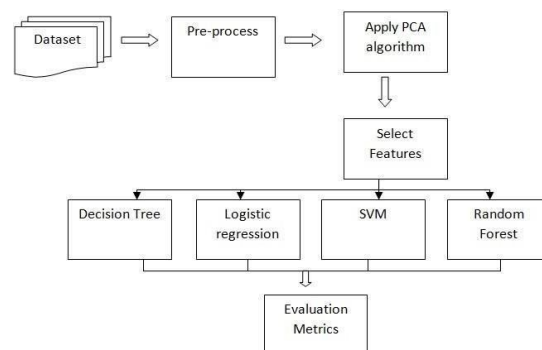 Dataset
Pre-process
Apply PCA
algorithm
Select
Features
Decision Tree
Logistic
regression
SVM
Random
Forest
Evaluation
Metrics